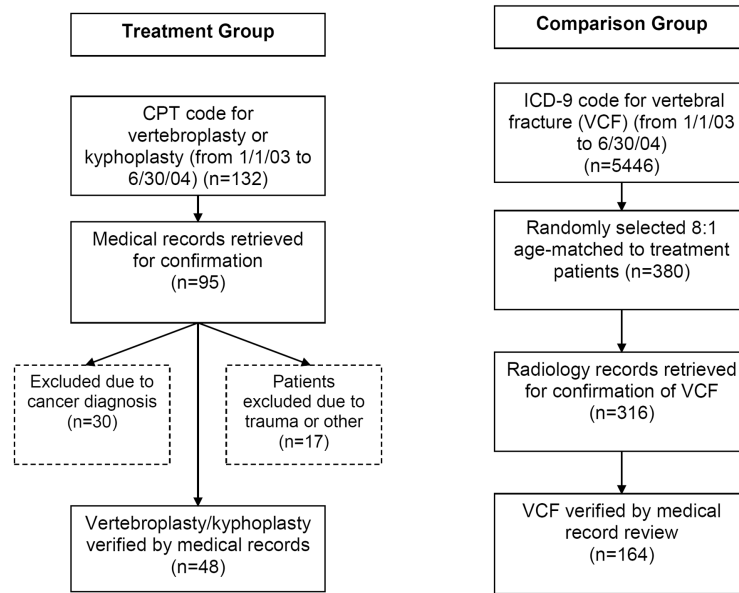 Treatment Group
CPT code for
vertebroplasty or
kyphoplasty (from 1/1/03 to
6/30/04) (n=132)
Medical records retrieved
for confirmation
(n=95)
Excluded due to
cancer diagnosis
(n=30)
Patients
excluded due to
trauma or other
(n=17)
Vertebroplasty/kyphoplasty
verified by medical records
(n=48)
Comparison Group
ICD-9 code for vertebral
fracture (VCF) (from 1/1/03
to 6/30/04)
(n=5446)
Randomly selected 8:1
age-matched to treatment
patients (n=380)
Radiology records retrieved
for confirmation of VCF
(n=316)
VCF verified by medical
record review
(n=164)